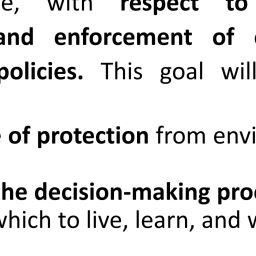 e, with respect to
and enforcement of
policies. This goal will
of protection from envi
he decision-making pro
which to live, learn, and w